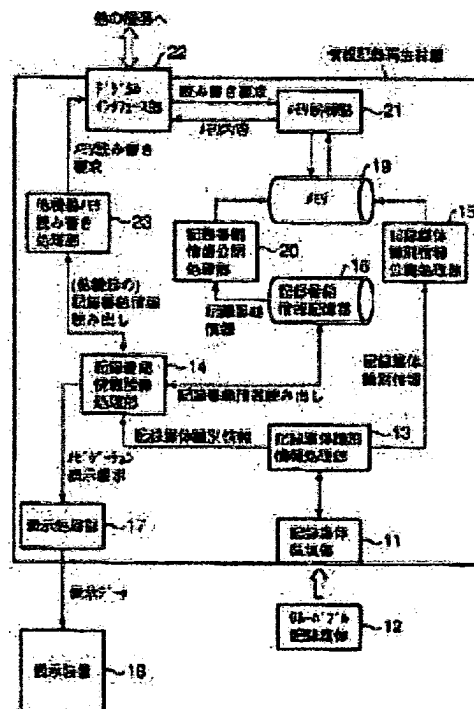 他の機器へ
22
情報記録再生装置
デジタル
インタフェース部
読み書き要求
メモリ内容
メモリ制御部
21
メモリ読み書き
要求
メモリ
19
他機器メモリ
読み書き
処理部
23
記録番組
情報公開
処理部
20
記録媒体
識別情報
公開処理部
15
記録番組
情報記憶部
16
記録番組
情報
(他機器の)
記録番組情報
読み出し
記録番組
情報検索
処理部
14
記録番組情報読み出し
記録媒体
識別情報
記録媒体識別情報
記録媒体識別
情報処理部
13
ナビゲーション
表示要求
表示処理部
17
記録媒体
11
表示データ
リムーバブル
記録媒体
12
表示装置
18